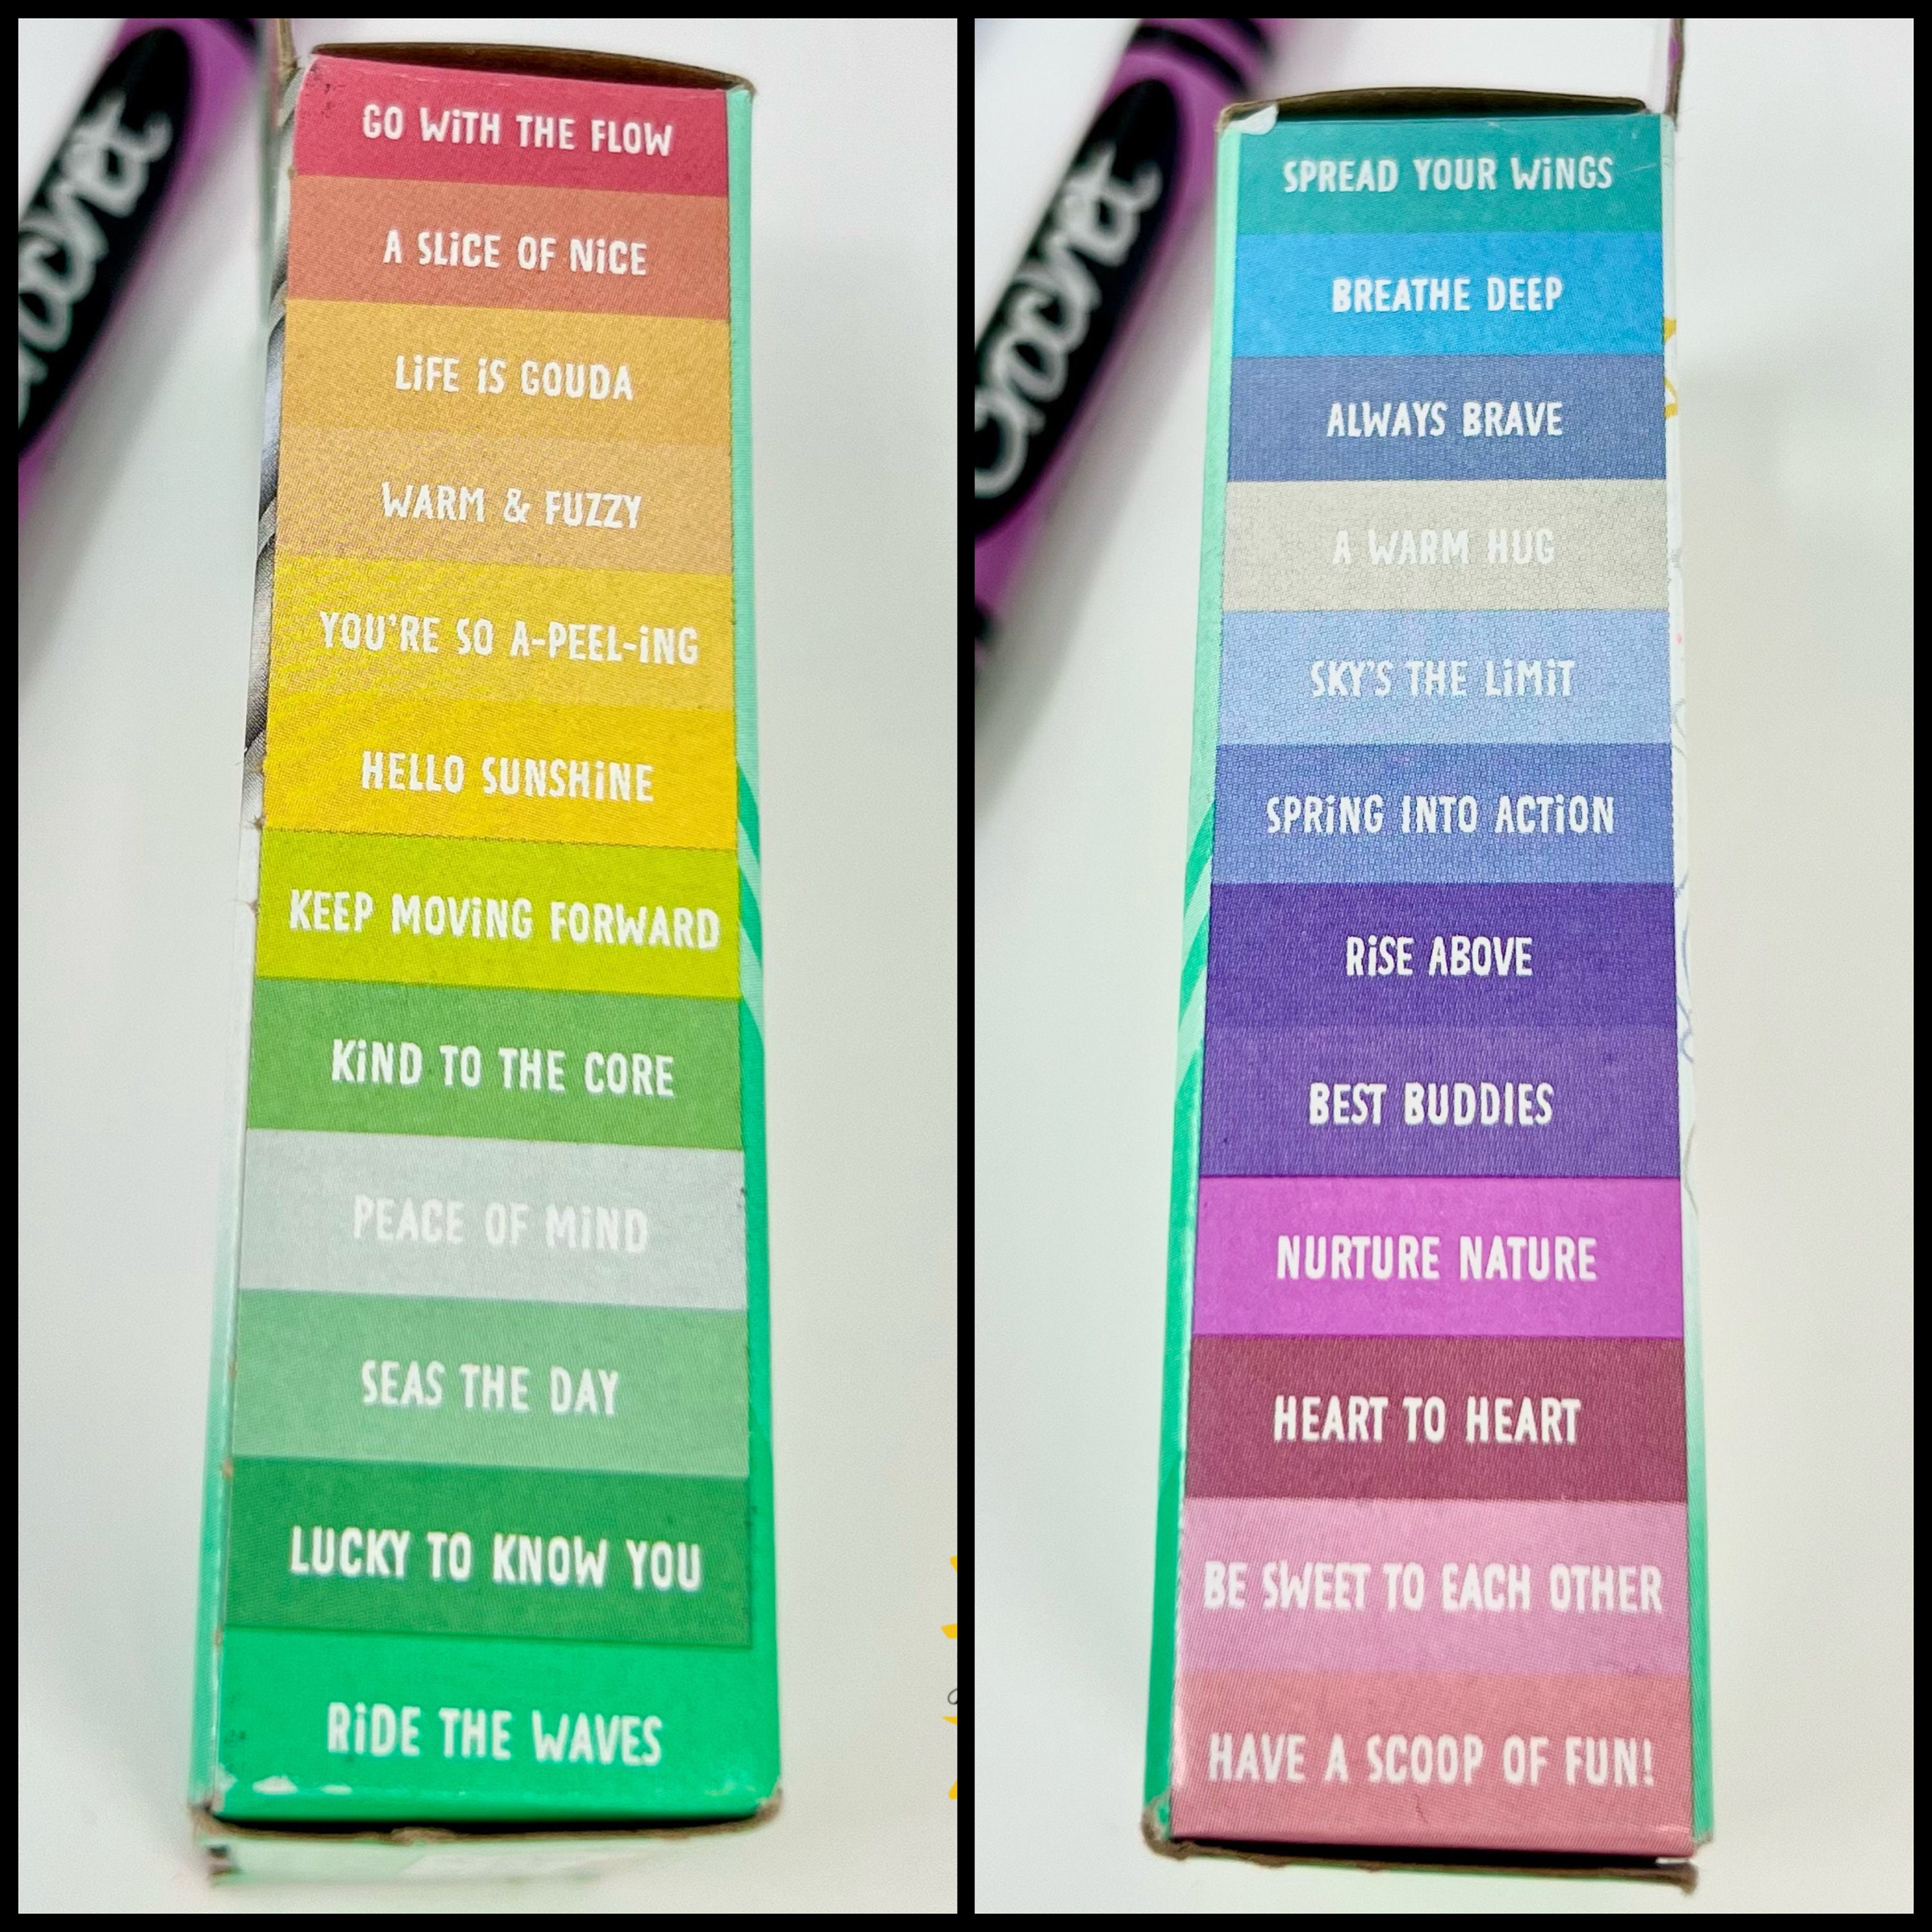 GO WiTH THE FLOW
A SLiCE OF NiCE
LiFE iS GOUDA
WARM & FUZZY
YOU'RE SO A-PEEL-iNG
HELLO SUNSHiNE
KEEP MOViNG FORWARD
KiND TO THE CORE
PEACE OF MiND
SEAS THE DAY
LUCKY TO KNOW YOU
RiDE THE WAVES
SPREAD YOUR WiNGS
BREATHE DEEP
ALWAYS BRAVE
A WARM HUG
SKY'S THE LiMiT
SPRiNG INTO ACTiON
RiSE ABOVE
BEST BUDDIES
NURTURE NATURE
HEART TO HEART
BE SWEET TO EACH OTHER
HAVE A SCOOP OF FUN!